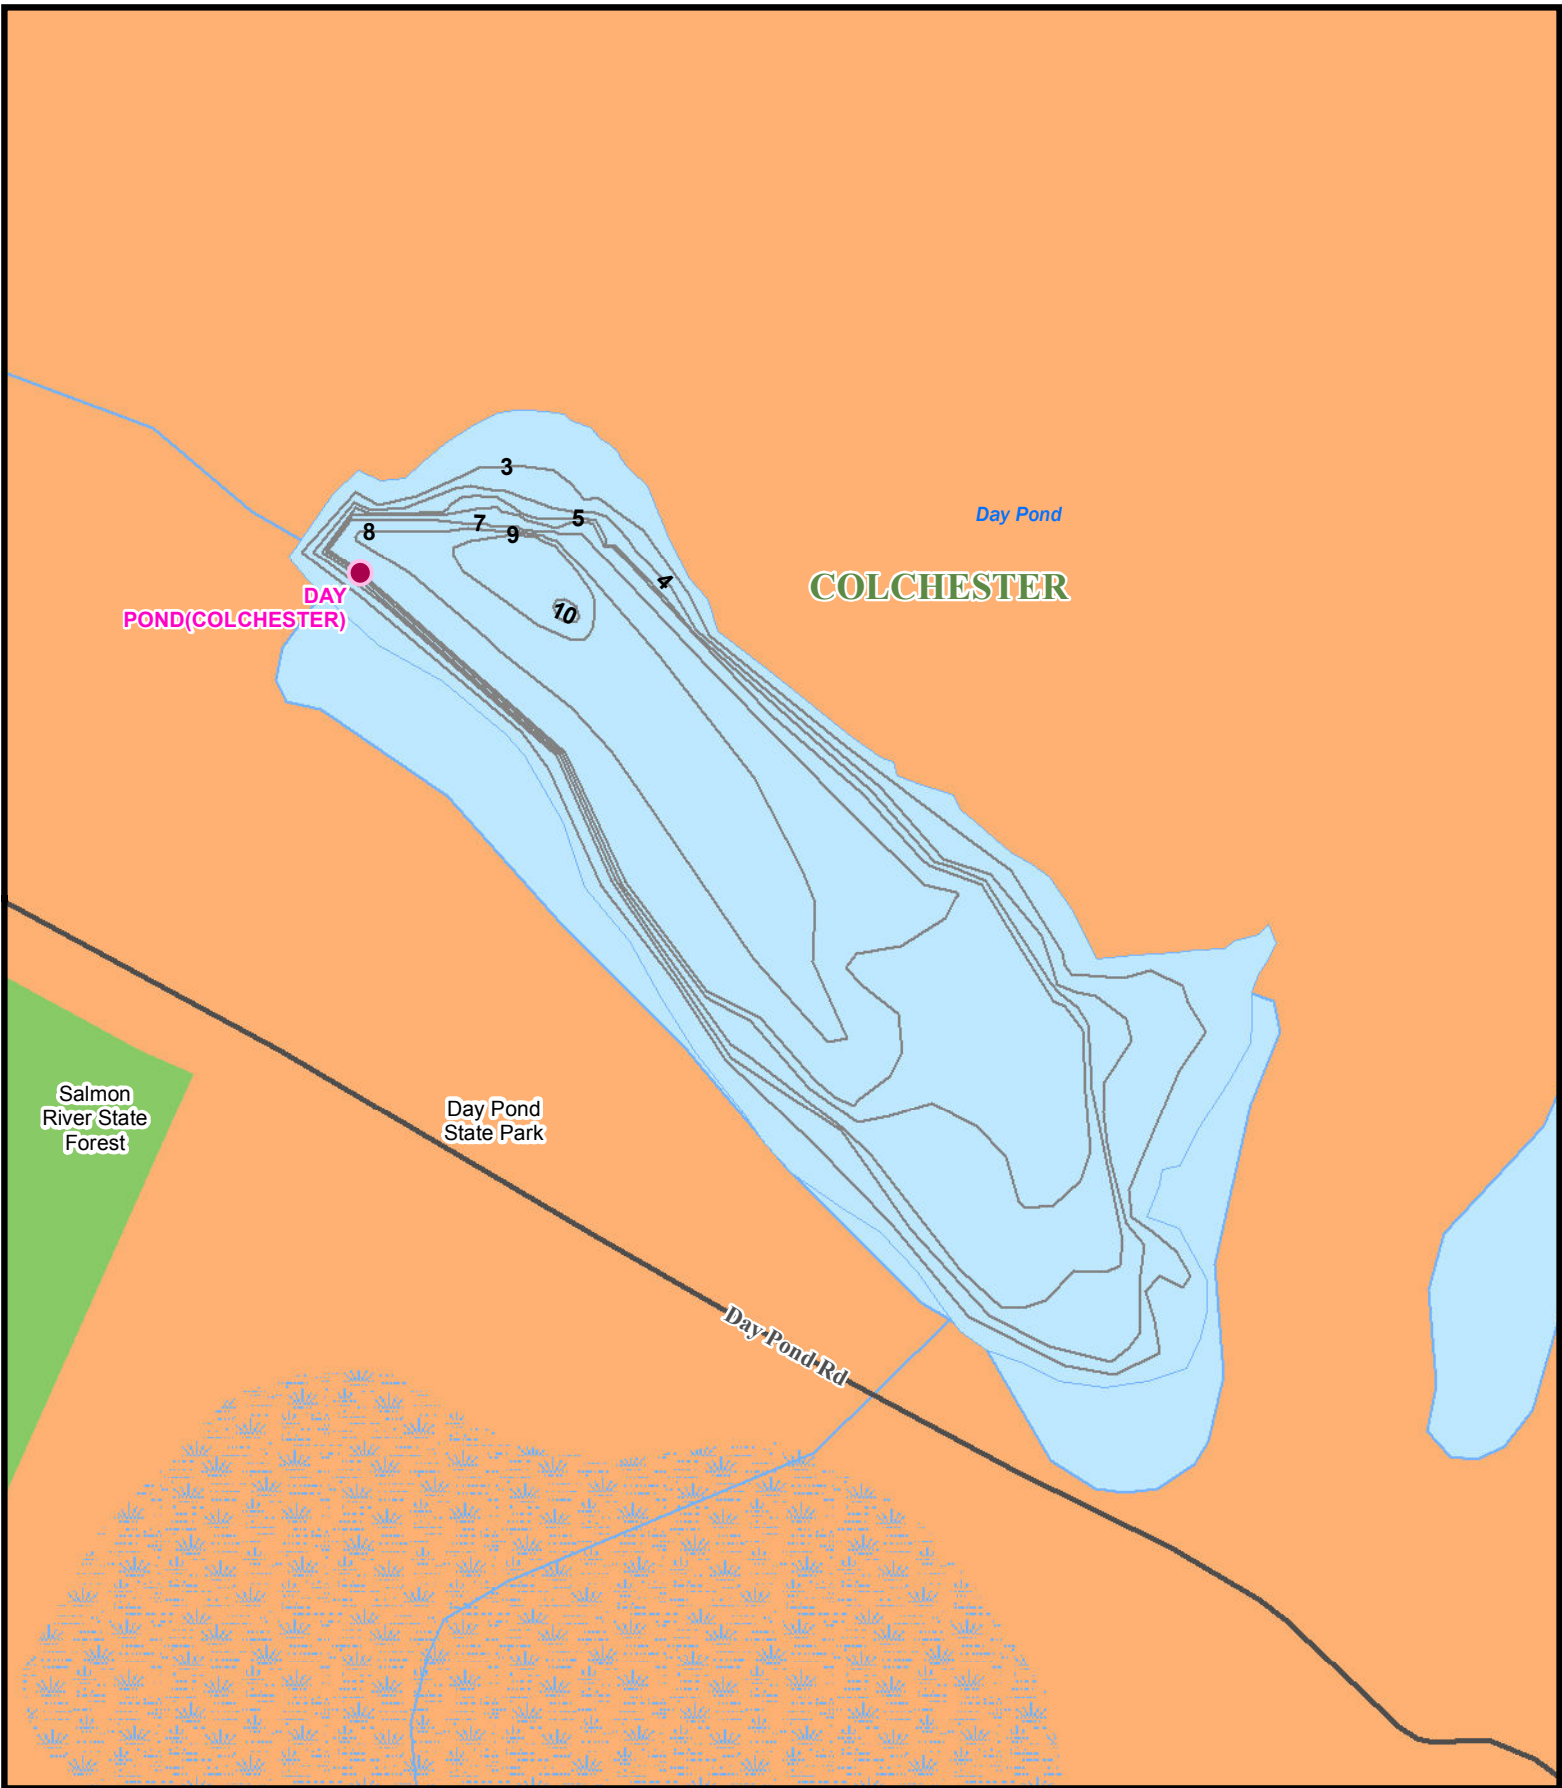 3
5
7
9
8
4
10
Day Pond
COLCHESTER
DAY
POND(COLCHESTER)
Salmon
River State
Forest
Day Pond
State Park
Day Pond Rd